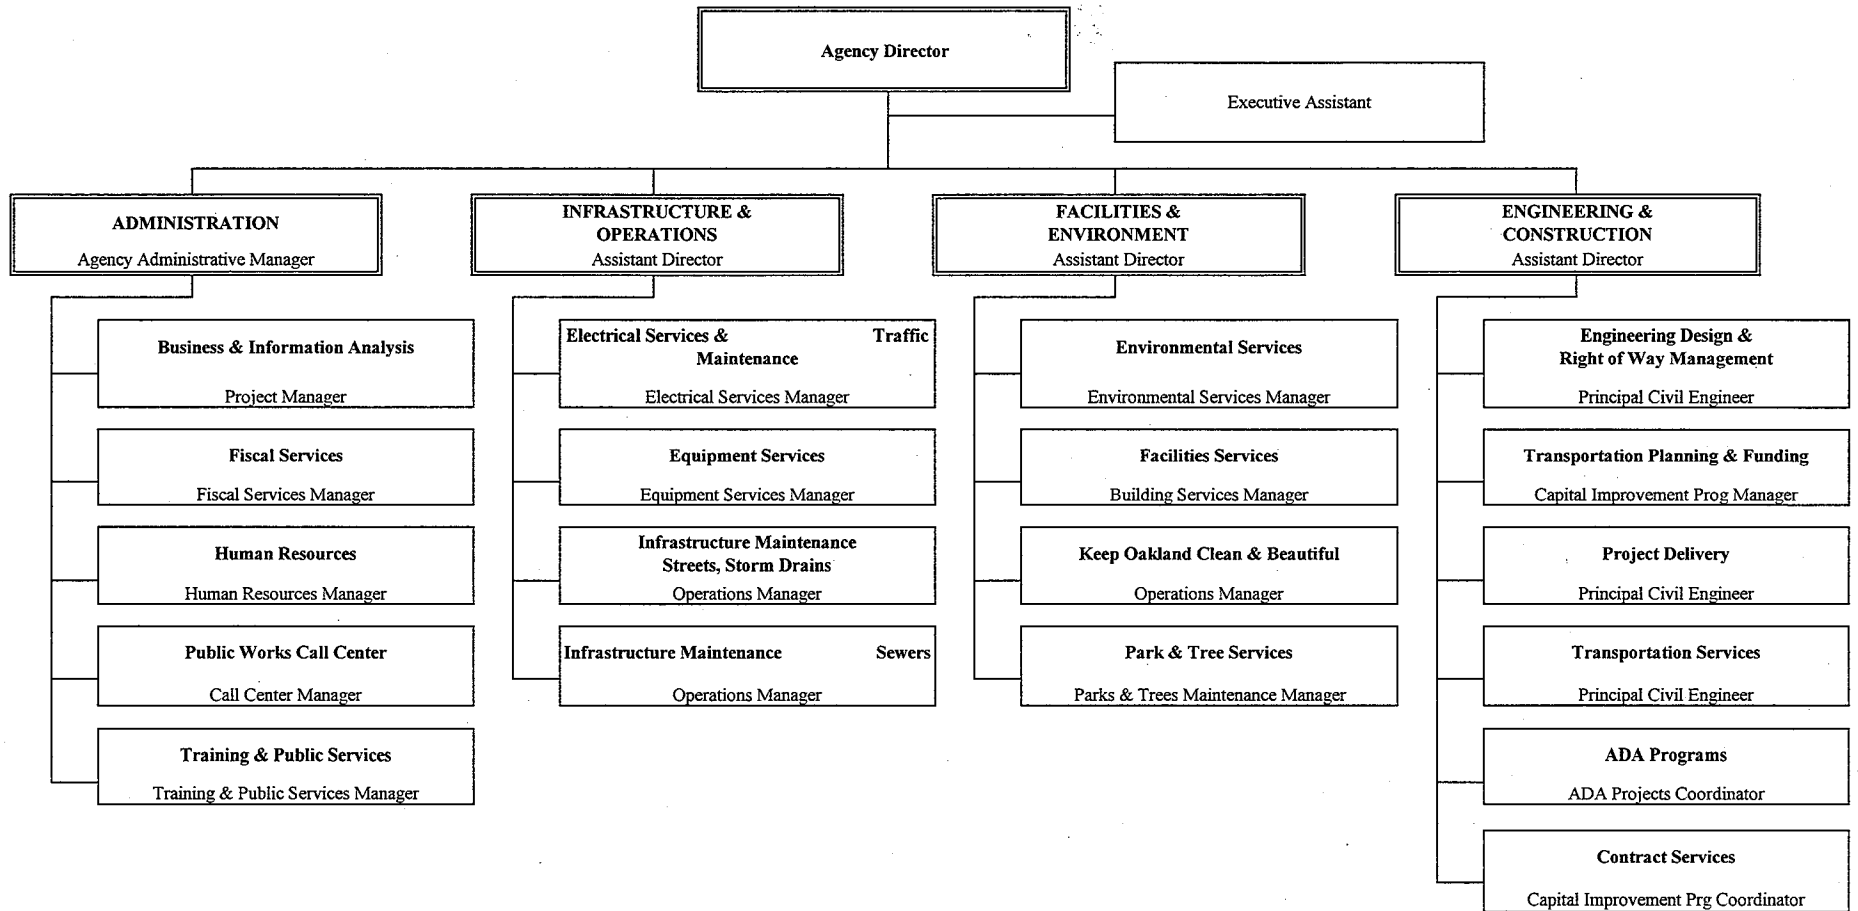 Agency Director
Executive Assistant
ADMINISTRATION
Agency Administrative Manager
INFRASTRUCTURE &
OPERATIONS
Assistant Director
FACILITIES &
ENVIRONMENT
Assistant Director
ENGINEERING &
CONSTRUCTION
Assistant Director
Business & Information Analysis
Project Manager
Fiscal Services
Fiscal Services Manager
Human Resources
Human Resources Manager
Public Works Call Center
Call Center Manager
Training & Public Services
Training & Public Services Manager
Electrical Services & Traffic
Maintenance
Electrical Services Manager
Equipment Services
Equipment Services Manager
Infrastructure Maintenance
Streets, Storm Drains
Operations Manager
Infrastructure Maintenance Sewers
Operations Manager
Environmental Services
Environmental Services Manager
Facilities Services
Building Services Manager
Keep Oakland Clean & Beautiful
Operations Manager
Park & Tree Services
Parks & Trees Maintenance Manager
Engineering Design &
Right of Way Management
Principal Civil Engineer
Transportation Planning & Funding
Capital Improvement Prog Manager
Project Delivery
Principal Civil Engineer
Transportation Services
Principal Civil Engineer
ADA Programs
ADA Projects Coordinator
Contract Services
Capital Improvement Prg Coordinator